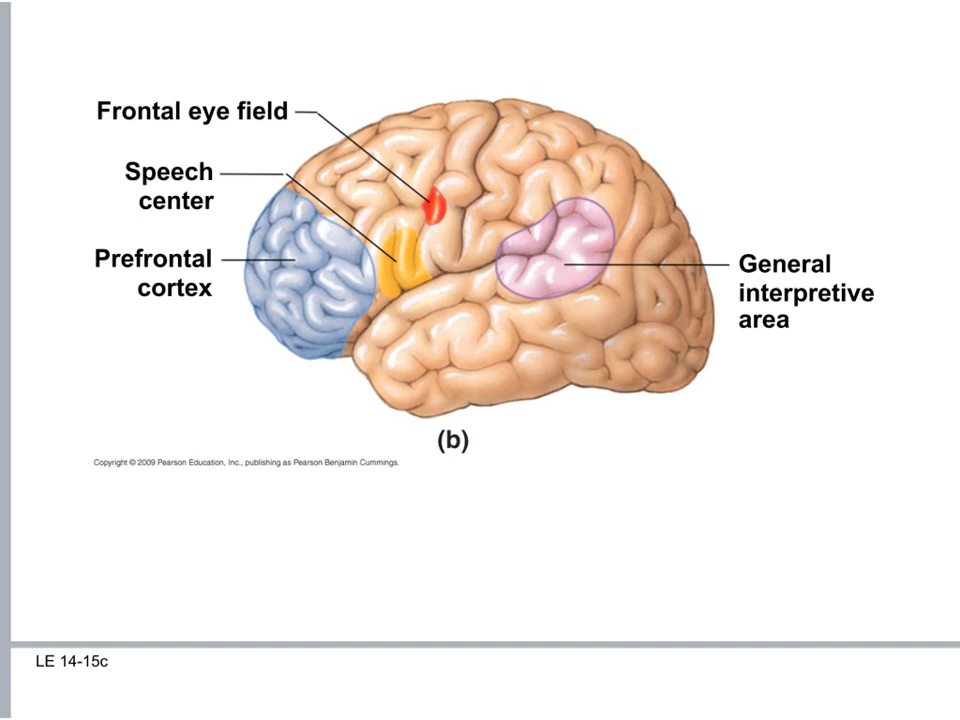 Frontal eye field
Speech
center
Prefrontal
cortex
General
interpretive
area
(b)
Copyright © 2009 Pearson Education, Inc., publishing as Pearson Benjamin Cummings.
LE 14-15c